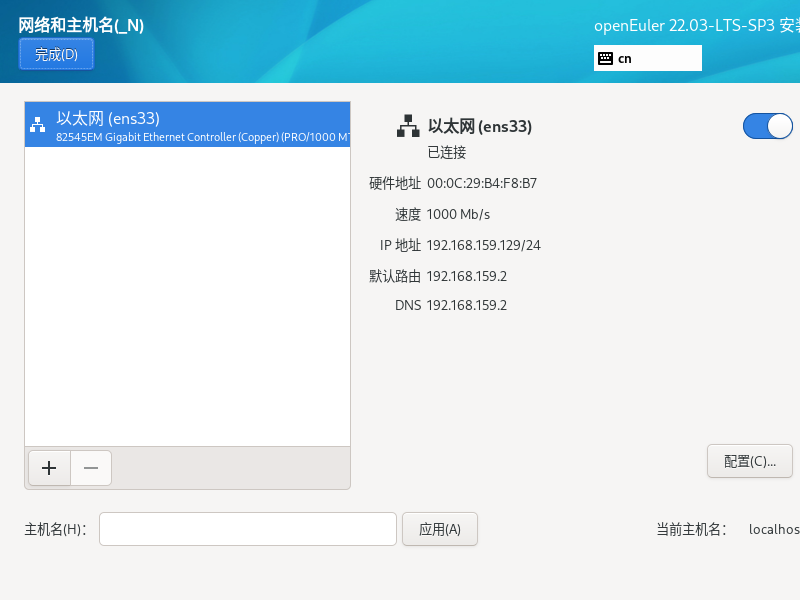 网络和主机名(_N)
openEuler 22.03-LTS-SP3 安装
完成(D)
cn
以太网 (ens33)
82545EM Gigabit Ethernet Controller (Copper) (PRO/1000 MT
以太网 (ens33)
已连接
硬件地址 00:0C:29:B4:F8:B7
速度 1000 Mb/s
IP 地址 192.168.159.129/24
默认路由 192.168.159.2
DNS 192.168.159.2
配置(C)...
主机名(H)：
应用(A)
当前主机名： localhos